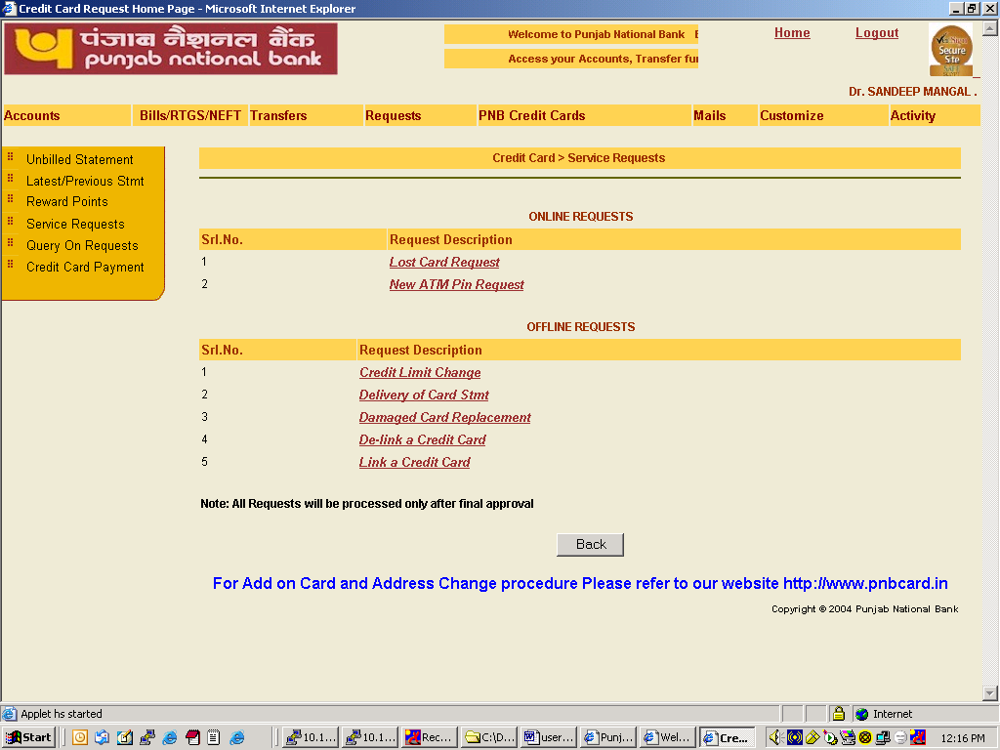 Credit Card Request Home Page - Microsoft Internet Explorer
पंजाब नैशनल बैंक
punjab national bank
Welcome to Punjab National Bank
Access your Accounts, Transfer fur
Home Logout
Secure
Site
Dr. SANDEEP MANGAL .
Accounts Bills/RTGS/NEFT Transfers Requests PNB Credit Cards Mails Customize Activity
Unbilled Statement
Latest/Previous Stmt
Reward Points
Service Requests
Query On Requests
Credit Card Payment
Credit Card > Service Requests
ONLINE REQUESTS
Srl.No. Request Description
1 Lost Card Request
2 New ATM Pin Request
OFFLINE REQUESTS
Srl.No. Request Description
1 Credit Limit Change
2 Delivery of Card Stmt
3 Damaged Card Replacement
4 De-link a Credit Card
5 Link a Credit Card
Note: All Requests will be processed only after final approval
Back
For Add on Card and Address Change procedure Please refer to our website http://www.pnbcard.in
Copyright © 2004 Punjab National Bank
Applet hs started Internet
Start 10.1... 10.1... Rec... C:\D... user... Punj... Wel... Cre... 12:16 PM